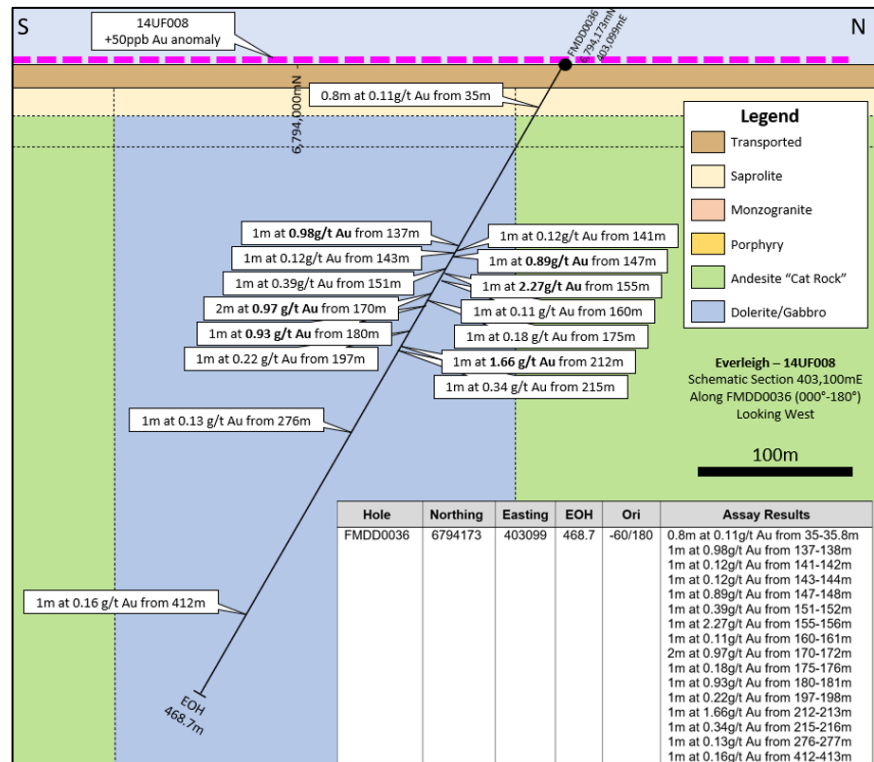 S
N
14UF008
+50ppb Au anomaly
FMDD0036
6,794,173mN
403,099mE
6,794,000mN
0.8m at 0.11g/t Au from 35m
1m at 0.98g/t Au from 137m
1m at 0.12g/t Au from 141m
1m at 0.12g/t Au from 143m
1m at 0.89g/t Au from 147m
1m at 0.39g/t Au from 151m
1m at 2.27g/t Au from 155m
2m at 0.97 g/t Au from 170m
1m at 0.11 g/t Au from 160m
1m at 0.93 g/t Au from 180m
1m at 0.18 g/t Au from 175m
1m at 0.22 g/t Au from 197m
1m at 1.66 g/t Au from 212m
1m at 0.34 g/t Au from 215m
1m at 0.13 g/t Au from 276m
1m at 0.16 g/t Au from 412m
EOH
468.7m
Legend
Transported
Saprolite
Monzogranite
Porphyry
Andesite “Cat Rock”
Dolerite/Gabbro
Everleigh – 14UF008
Schematic Section 403,100mE
Along FMDD0036 (000°-180°)
Looking West
100m
Hole Northing Easting EOH Ori Assay Results
FMDD0036 6794173 403099 468.7 -60/180 0.8m at 0.11g/t Au from 35-35.8m
1m at 0.98g/t Au from 137-138m
1m at 0.12g/t Au from 141-142m
1m at 0.12g/t Au from 143-144m
1m at 0.89g/t Au from 147-148m
1m at 0.39g/t Au from 151-152m
1m at 2.27g/t Au from 155-156m
1m at 0.11g/t Au from 160-161m
2m at 0.97g/t Au from 170-172m
1m at 0.18g/t Au from 175-176m
1m at 0.93g/t Au from 180-181m
1m at 0.22g/t Au from 197-198m
1m at 1.66g/t Au from 212-213m
1m at 0.34g/t Au from 215-216m
1m at 0.13g/t Au from 276-277m
1m at 0.16g/t Au from 412-413m